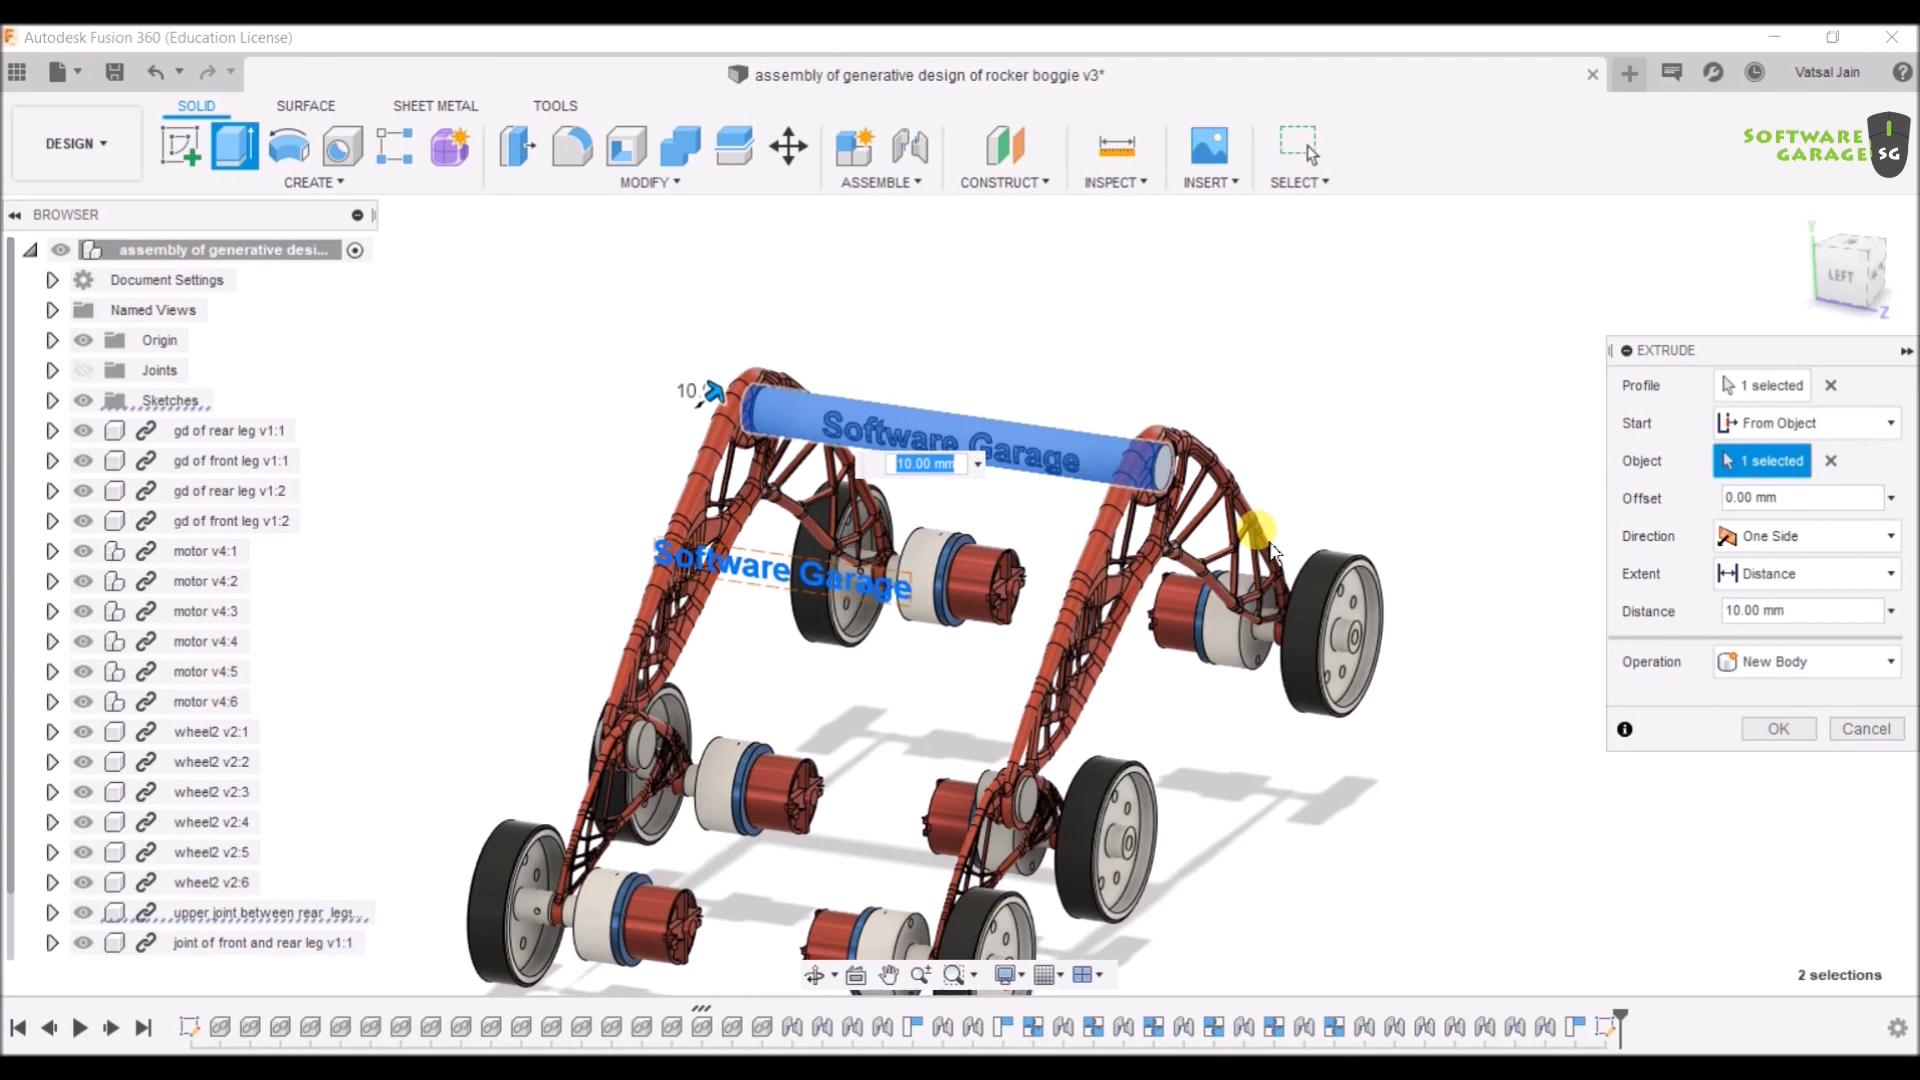 Autodesk Fusion 360 (Education License)
assembly of generative design of rocker boggie v3*
Vatsal Jain
SOLID
SURFACE
SHEET METAL
TOOLS
DESIGN
CREATE
MODIFY
ASSEMBLE
CONSTRUCT
INSPECT
INSERT
SELECT
SOFTWARE
GARAGE
SG
BROWSER
assembly of generative desi...
Document Settings
Named Views
Origin
Joints
Sketches
gd of rear leg v1:1
gd of front leg v1:1
gd of rear leg v1:2
gd of front leg v1:2
motor v4:1
motor v4:2
motor v4:3
motor v4:4
motor v4:5
motor v4:6
wheel2 v2:1
wheel2 v2:2
wheel2 v2:3
wheel2 v2:4
wheel2 v2:5
wheel2 v2:6
upper joint between rear legs...
joint of front and rear leg v1:1
Software Garage
10.00 mm
Software Garage
Y
LEFT
Z
EXTRUDE
Profile
1 selected
Start
From Object
Object
1 selected
Offset
0.00 mm
Direction
One Side
Extent
Distance
Distance
10.00 mm
Operation
New Body
OK
Cancel
2 selections